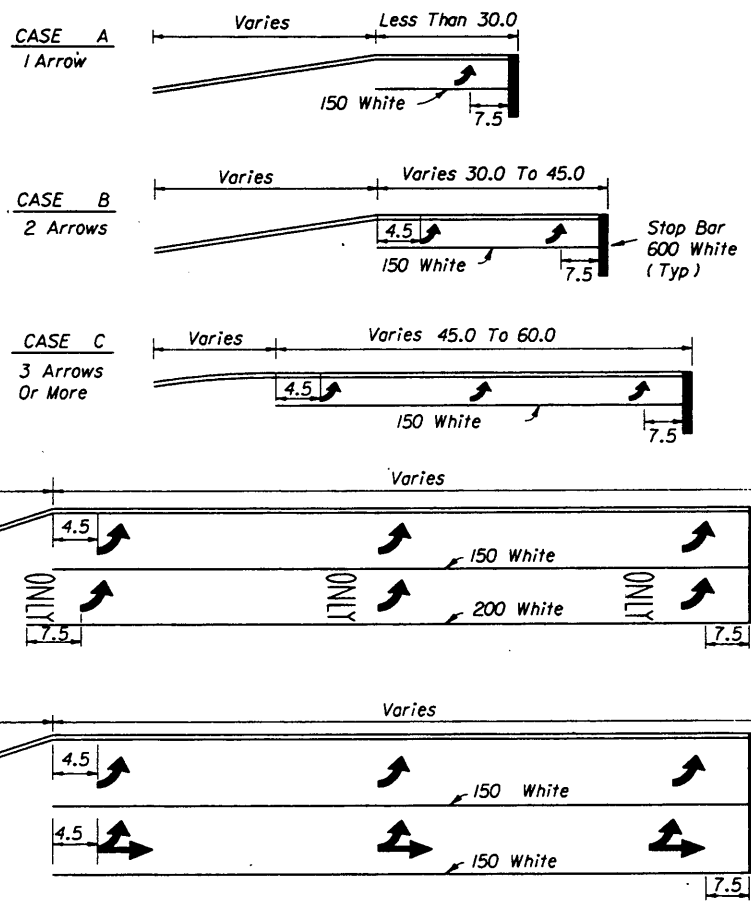 CASE A
1 Arrow
Varies
Less Than 30.0
150 White
7.5
CASE B
2 Arrows
Varies
Varies 30.0 To 45.0
4.5
150 White
7.5
Stop Bar
600 White
(Typ)
CASE C
3 Arrows
Or More
Varies
Varies 45.0 To 60.0
4.5
150 White
7.5
Varies
4.5
150 White
ONLY
ONLY
ONLY
200 White
7.5
7.5
Varies
4.5
150 White
4.5
150 White
7.5